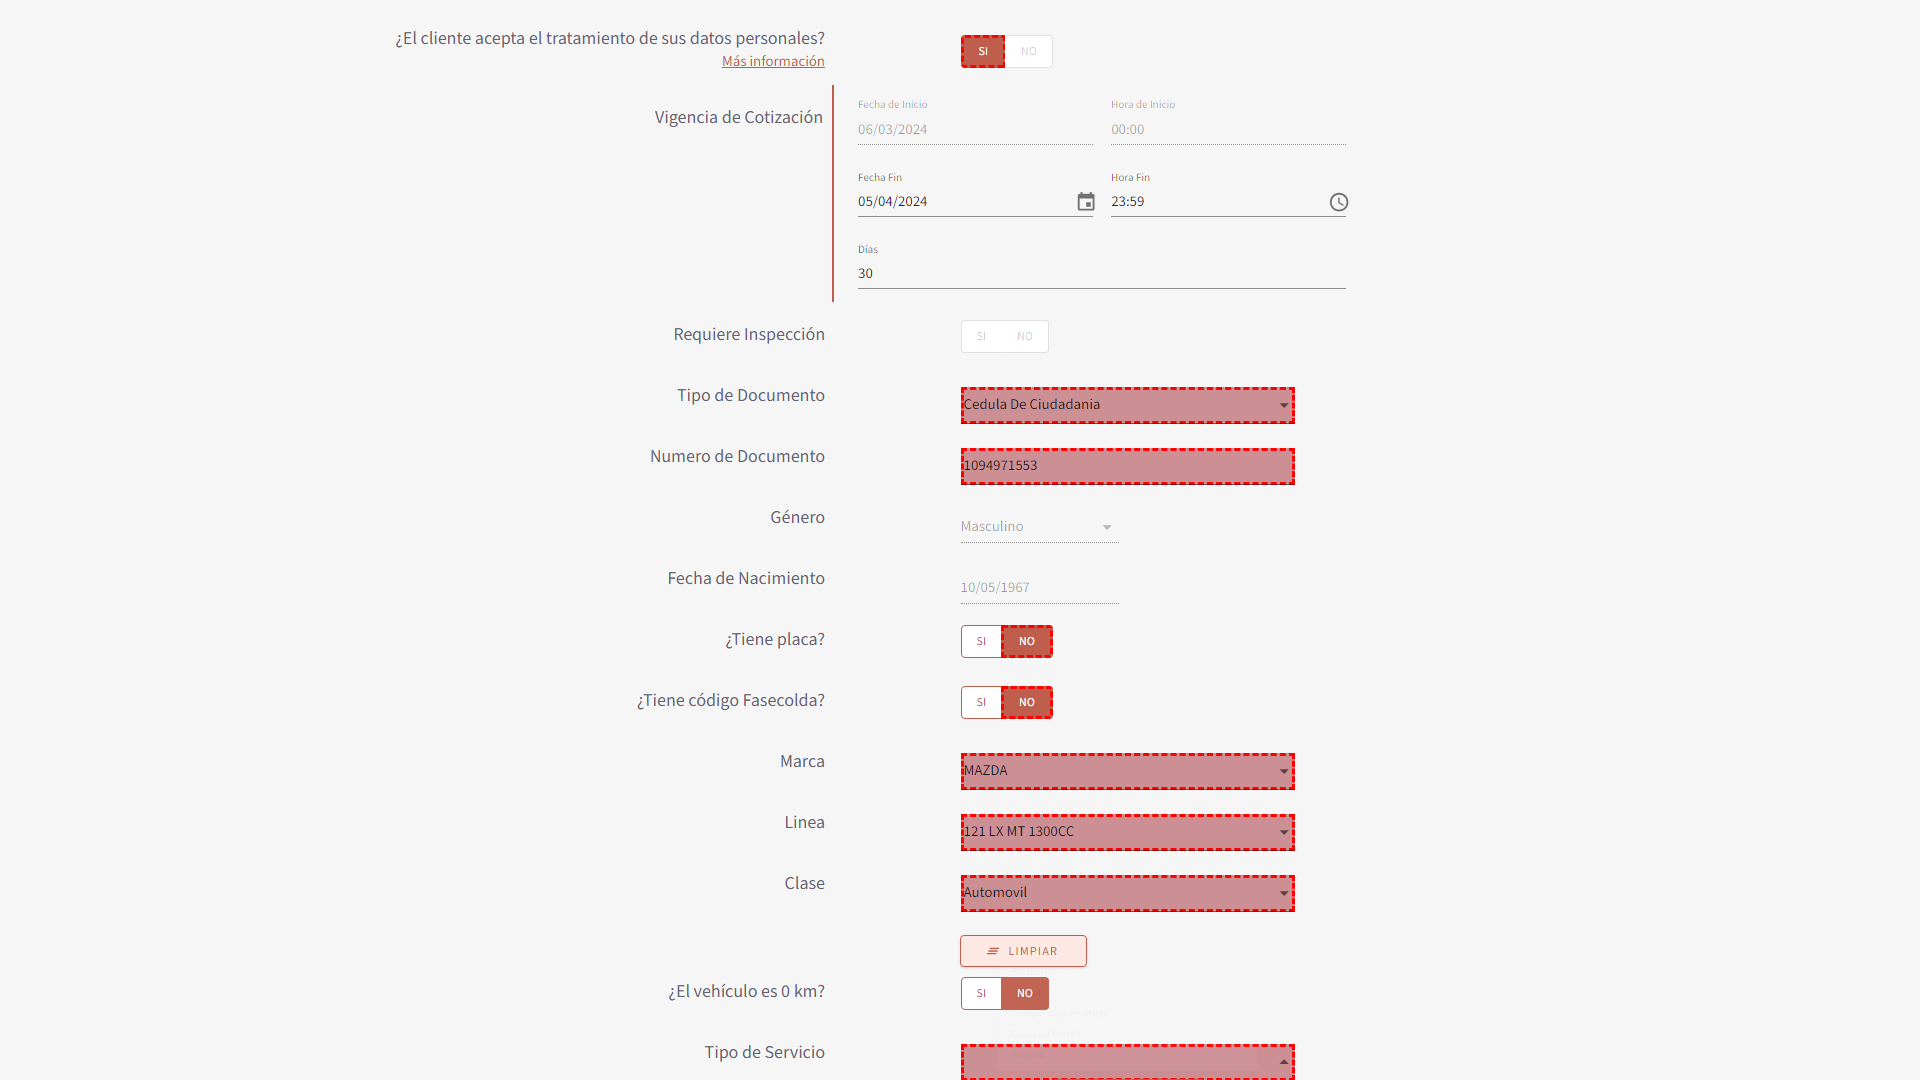 ¿El cliente acepta el tratamiento de sus datos personales?
Más información
SI NO
Vigencia de Cotización
Fecha de Inicio
06/03/2024
Hora de Inicio
00:00
Fecha Fin
05/04/2024
Hora Fin
23:59
Días
30
Requiere Inspección
SI NO
Tipo de Documento
Cedula De Ciudadania
Numero de Documento
1094971553
Género
Masculino
Fecha de Nacimiento
10/05/1967
¿Tiene placa?
SI NO
¿Tiene código Fasecolda?
SI NO
Marca
MAZDA
Linea
121 LX MT 1300CC
Clase
Automovil
LIMPIAR
¿El vehículo es 0 km?
SI NO
Tipo de Servicio